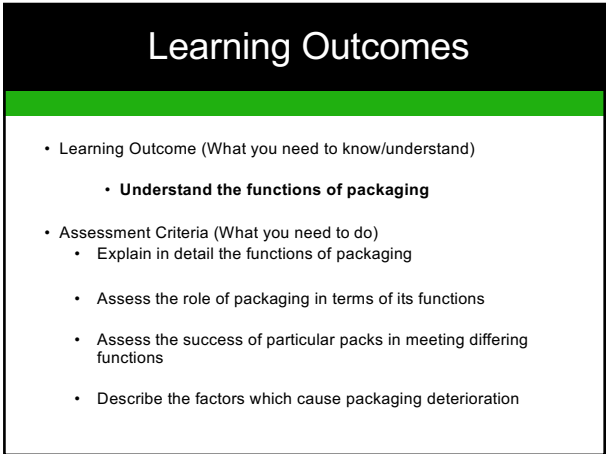 Learning Outcomes
• Learning Outcome (What you need to know/understand)
• Understand the functions of packaging
• Assessment Criteria (What you need to do)
• Explain in detail the functions of packaging
• Assess the role of packaging in terms of its functions
• Assess the success of particular packs in meeting differing
functions
• Describe the factors which cause packaging deterioration